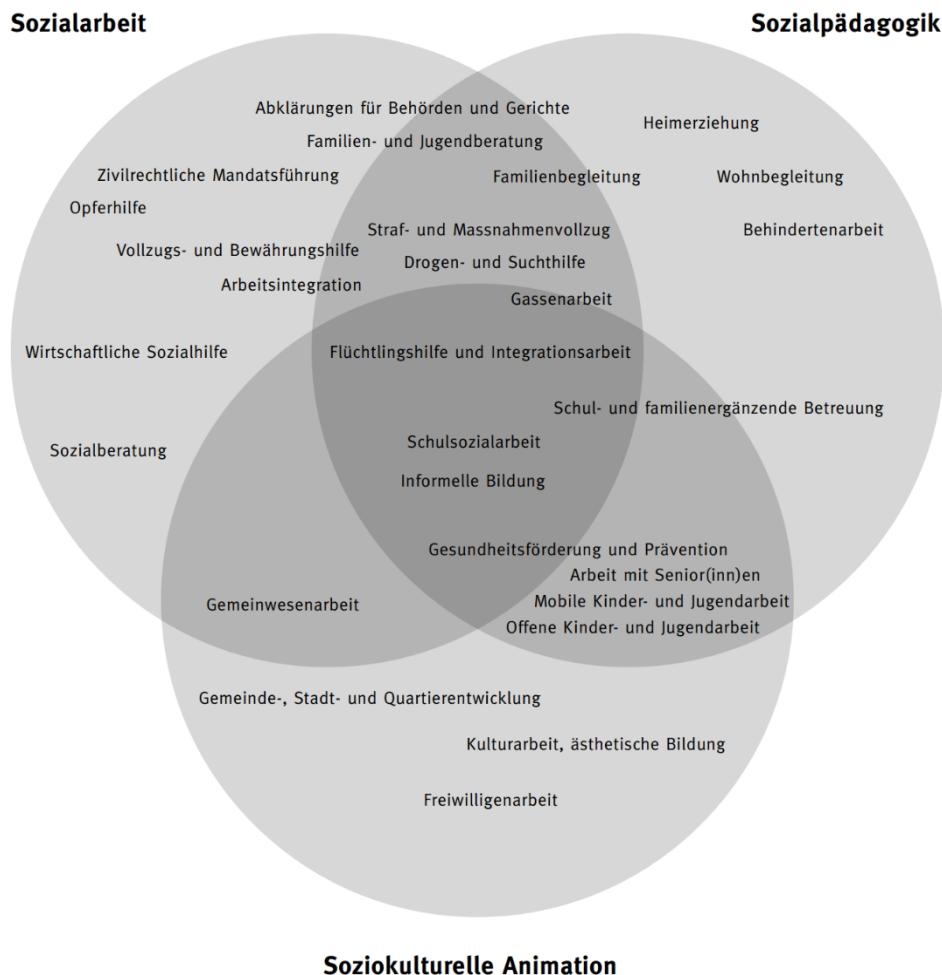 Sozialarbeit
Sozialpädagogik
Abklärungen für Behörden und Gerichte
Heimerziehung
Familien- und Jugendberatung
Zivilrechtliche Mandatsführung
Familienbegleitung
Wohnbegleitung
Opferhilfe
Straf- und Massnahmenvollzug
Behindertenarbeit
Vollzugs- und Bewährungshilfe
Drogen- und Suchthilfe
Arbeitsintegration
Gassenarbeit
Wirtschaftliche Sozialhilfe
Flüchtlingshilfe und Integrationsarbeit
Schul- und familienergänzende Betreuung
Schulsozialarbeit
Sozialberatung
Informelle Bildung
Gesundheitsförderung und Prävention
Arbeit mit Senior(inn)en
Gemeinwesenarbeit
Mobile Kinder- und Jugendarbeit
Offene Kinder- und Jugendarbeit
Gemeinde-, Stadt- und Quartierentwicklung
Kulturarbeit, ästhetische Bildung
Freiwilligenarbeit
Soziokulturelle Animation